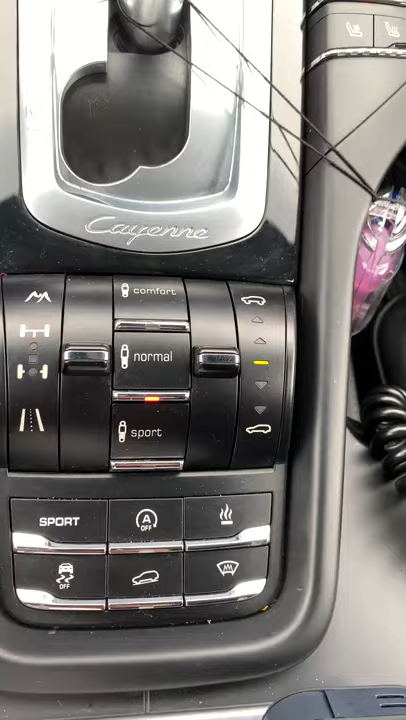 Cayenne
comfort
normal
sport
SPORT
A
OFF
OFF